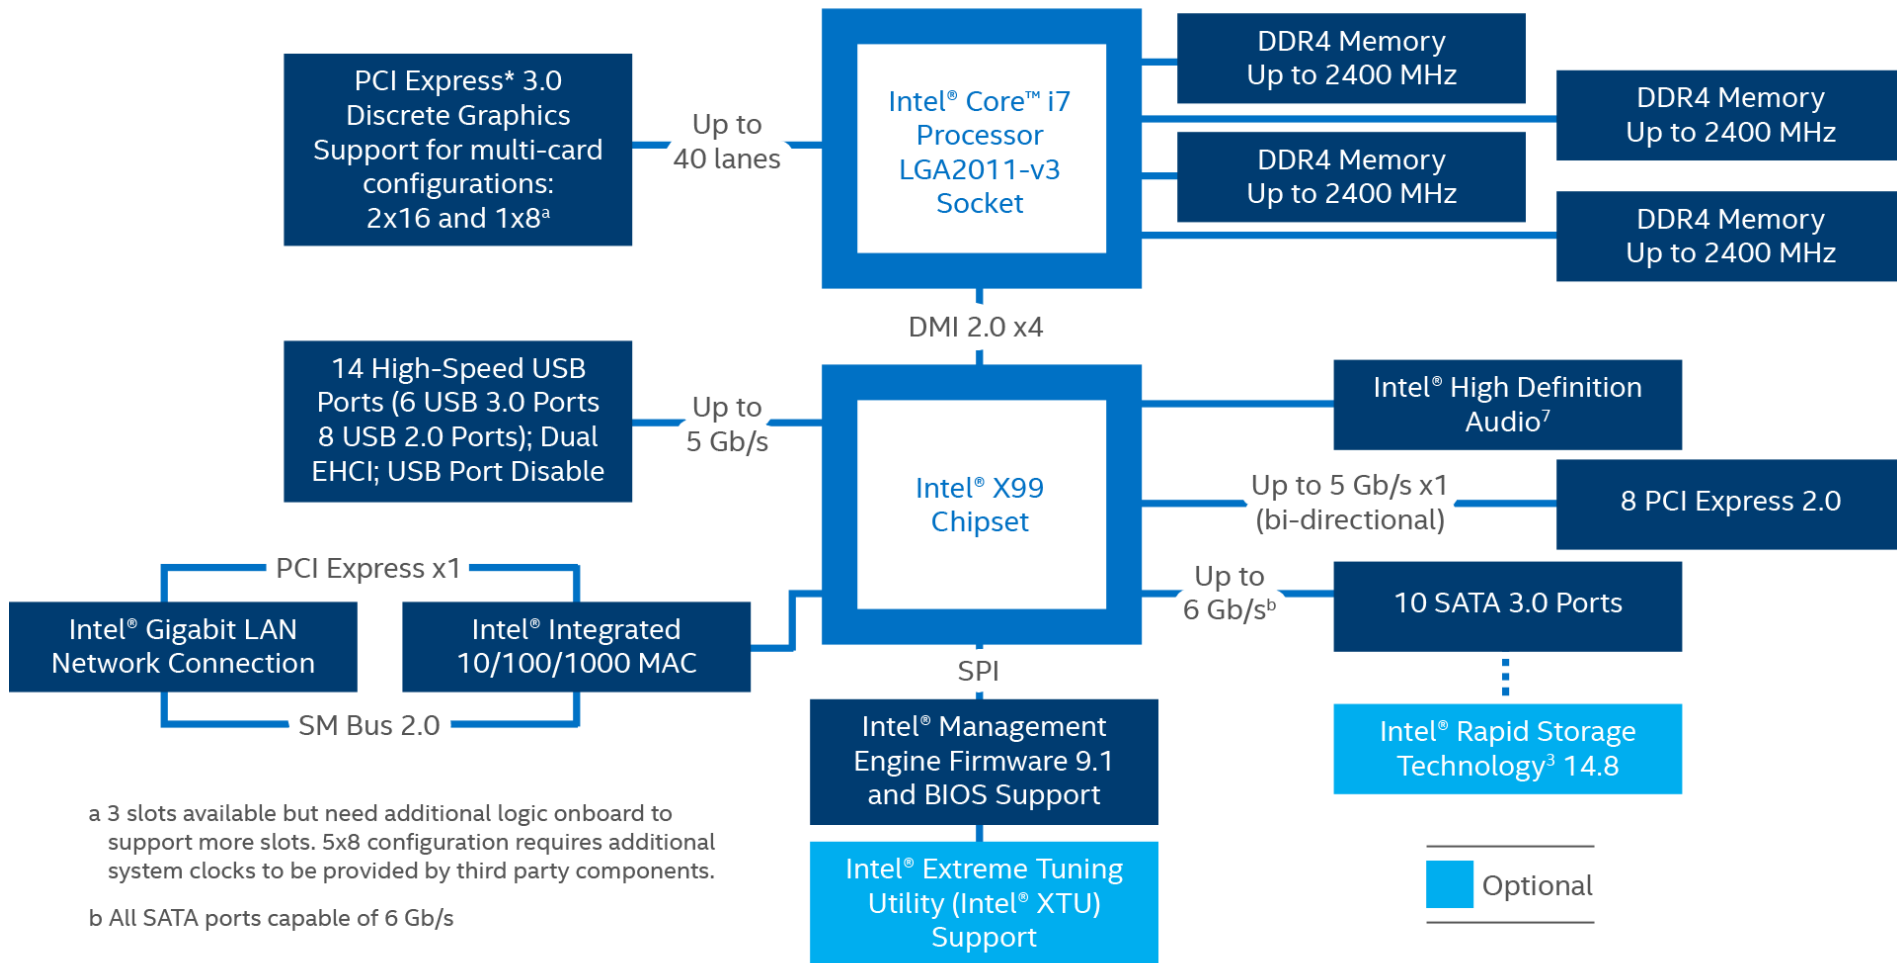 PCI Express* 3.0
Discrete Graphics
Support for multi-card
configurations:
2x16 and 1x8ᵃ
Up to
40 lanes
Intel® Core™ i7
Processor
LGA2011-v3
Socket
DDR4 Memory
Up to 2400 MHz
DDR4 Memory
Up to 2400 MHz
DDR4 Memory
Up to 2400 MHz
DDR4 Memory
Up to 2400 MHz
DMI 2.0 x4
14 High-Speed USB
Ports (6 USB 3.0 Ports
8 USB 2.0 Ports); Dual
EHCI; USB Port Disable
Up to
5 Gb/s
Intel® X99
Chipset
Intel® High Definition
Audio⁷
Up to 5 Gb/s x1
(bi-directional)
8 PCI Express 2.0
Up to
6 Gb/sᵇ
10 SATA 3.0 Ports
PCI Express x1
Intel® Gigabit LAN
Network Connection
Intel® Integrated
10/100/1000 MAC
SM Bus 2.0
SPI
Intel® Management
Engine Firmware 9.1
and BIOS Support
Intel® Rapid Storage
Technology³ 14.8
Intel® Extreme Tuning
Utility (Intel® XTU)
Support
a 3 slots available but need additional logic onboard to
support more slots. 5x8 configuration requires additional
system clocks to be provided by third party components.
b All SATA ports capable of 6 Gb/s
Optional